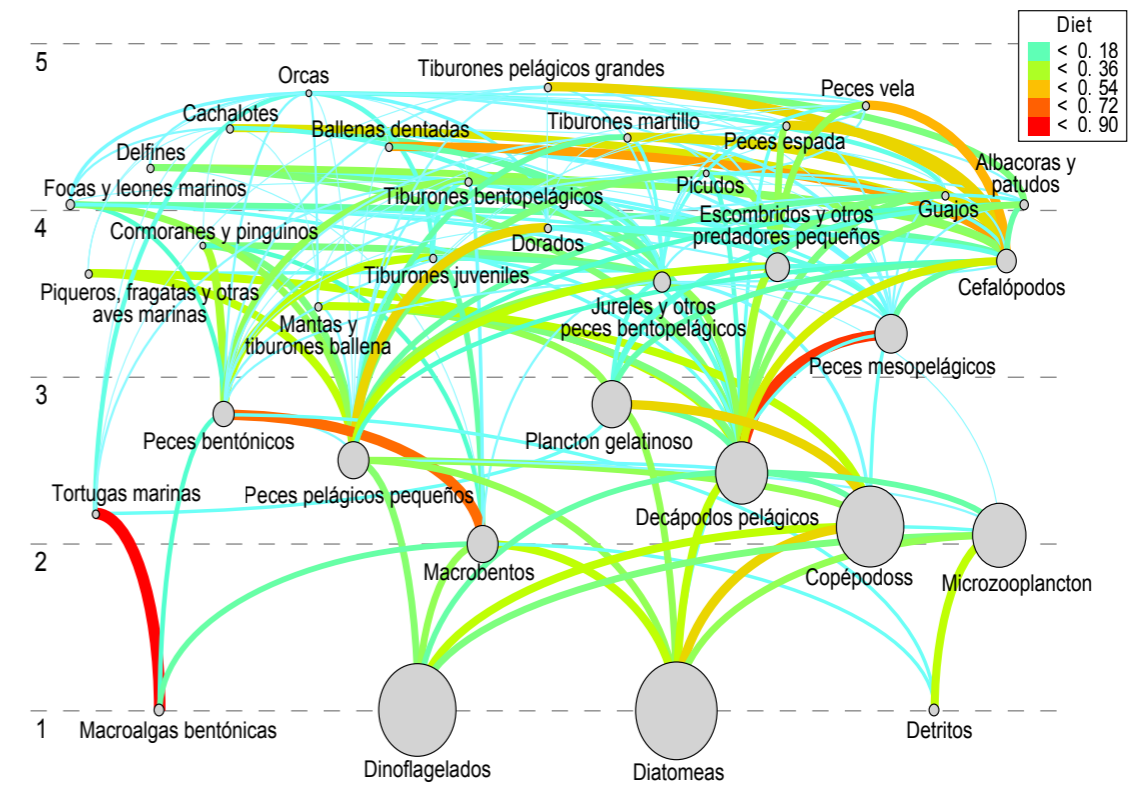 Diet
< 0. 18
< 0. 36
< 0. 54
< 0. 72
< 0. 90
5
Orcas
Tiburones pelágicos grandes
Peces vela
Cachalotes
Ballenas dentadas
Tiburones martillo
Peces espada
Delfines
Albacoras y
patudos
Focas y leones marinos
Tiburones bentopelágicos
Picudos
Guajos
4
Cormoranes y pinguinos
Dorados
Escombridos y otros
predadores pequeños
Tiburones juveniles
Cefalópodos
Piqueros, fragatas y otras
aves marinas
Mantas y
tiburones ballena
Jureles y otros
peces bentopelágicos
Peces mesopelágicos
3
Peces bentónicos
Plancton gelatinoso
Tortugas marinas
Peces pelágicos pequeños
Decápodos pelágicos
2
Macrobentos
Copépodoss
Microzooplancton
1
Macroalgas bentónicas
Dinoflagelados
Diatomeas
Detritos